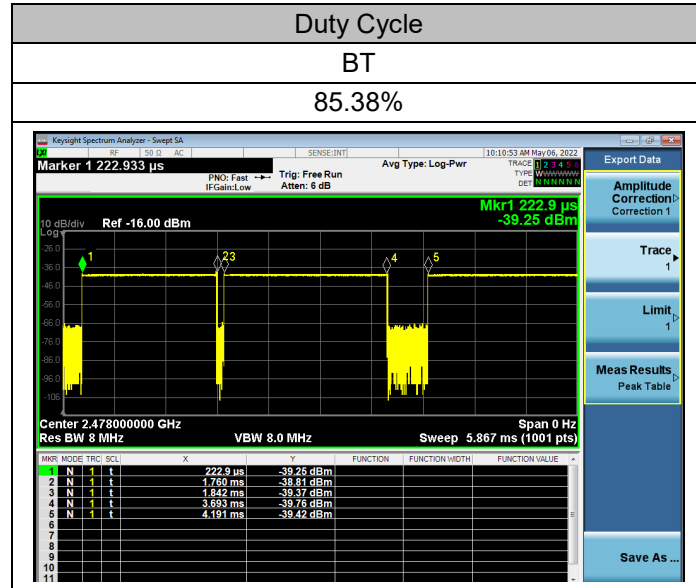 Duty Cycle
BT
85.38%
Keysight Spectrum Analyzer - Swept SA
RF 50 Ω AC SENSE:INT 10:10:53 AM May 06, 2022
Marker 1 222.933 µs
PNO: Fast
IFGain:Low
Trig: Free Run
Atten: 6 dB
Avg Type: Log-Pwr
TRACE 1 2 3 4 5 6
TYPE WWWWWW
DET N N N N N N
Mkr1 222.9 µs
-39.25 dBm
10 dB/div Ref -16.00 dBm
Log
-26.0
-36.0
-46.0
-56.0
-66.0
-76.0
-86.0
-96.0
-106
1 2 3 4 5
Center 2.478000000 GHz Span 0 Hz
Res BW 8 MHz VBW 8.0 MHz Sweep 5.867 ms (1001 pts)
MKR MODE TRC SCL X Y FUNCTION FUNCTION WIDTH FUNCTION VALUE
1 N 1 t 222.9 µs -39.25 dBm
2 N 1 t 1.760 ms -38.81 dBm
3 N 1 t 1.842 ms -39.37 dBm
4 N 1 t 3.693 ms -39.76 dBm
5 N 1 t 4.191 ms -39.42 dBm
6
7
8
9
10
11
Export Data
Amplitude
Correction
Correction 1
Trace
1
Limit
1
Meas Results
Peak Table
Save As ...